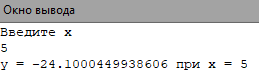 Окно вывода
Введите x
5
y = -24.1000449938606 при x = 5